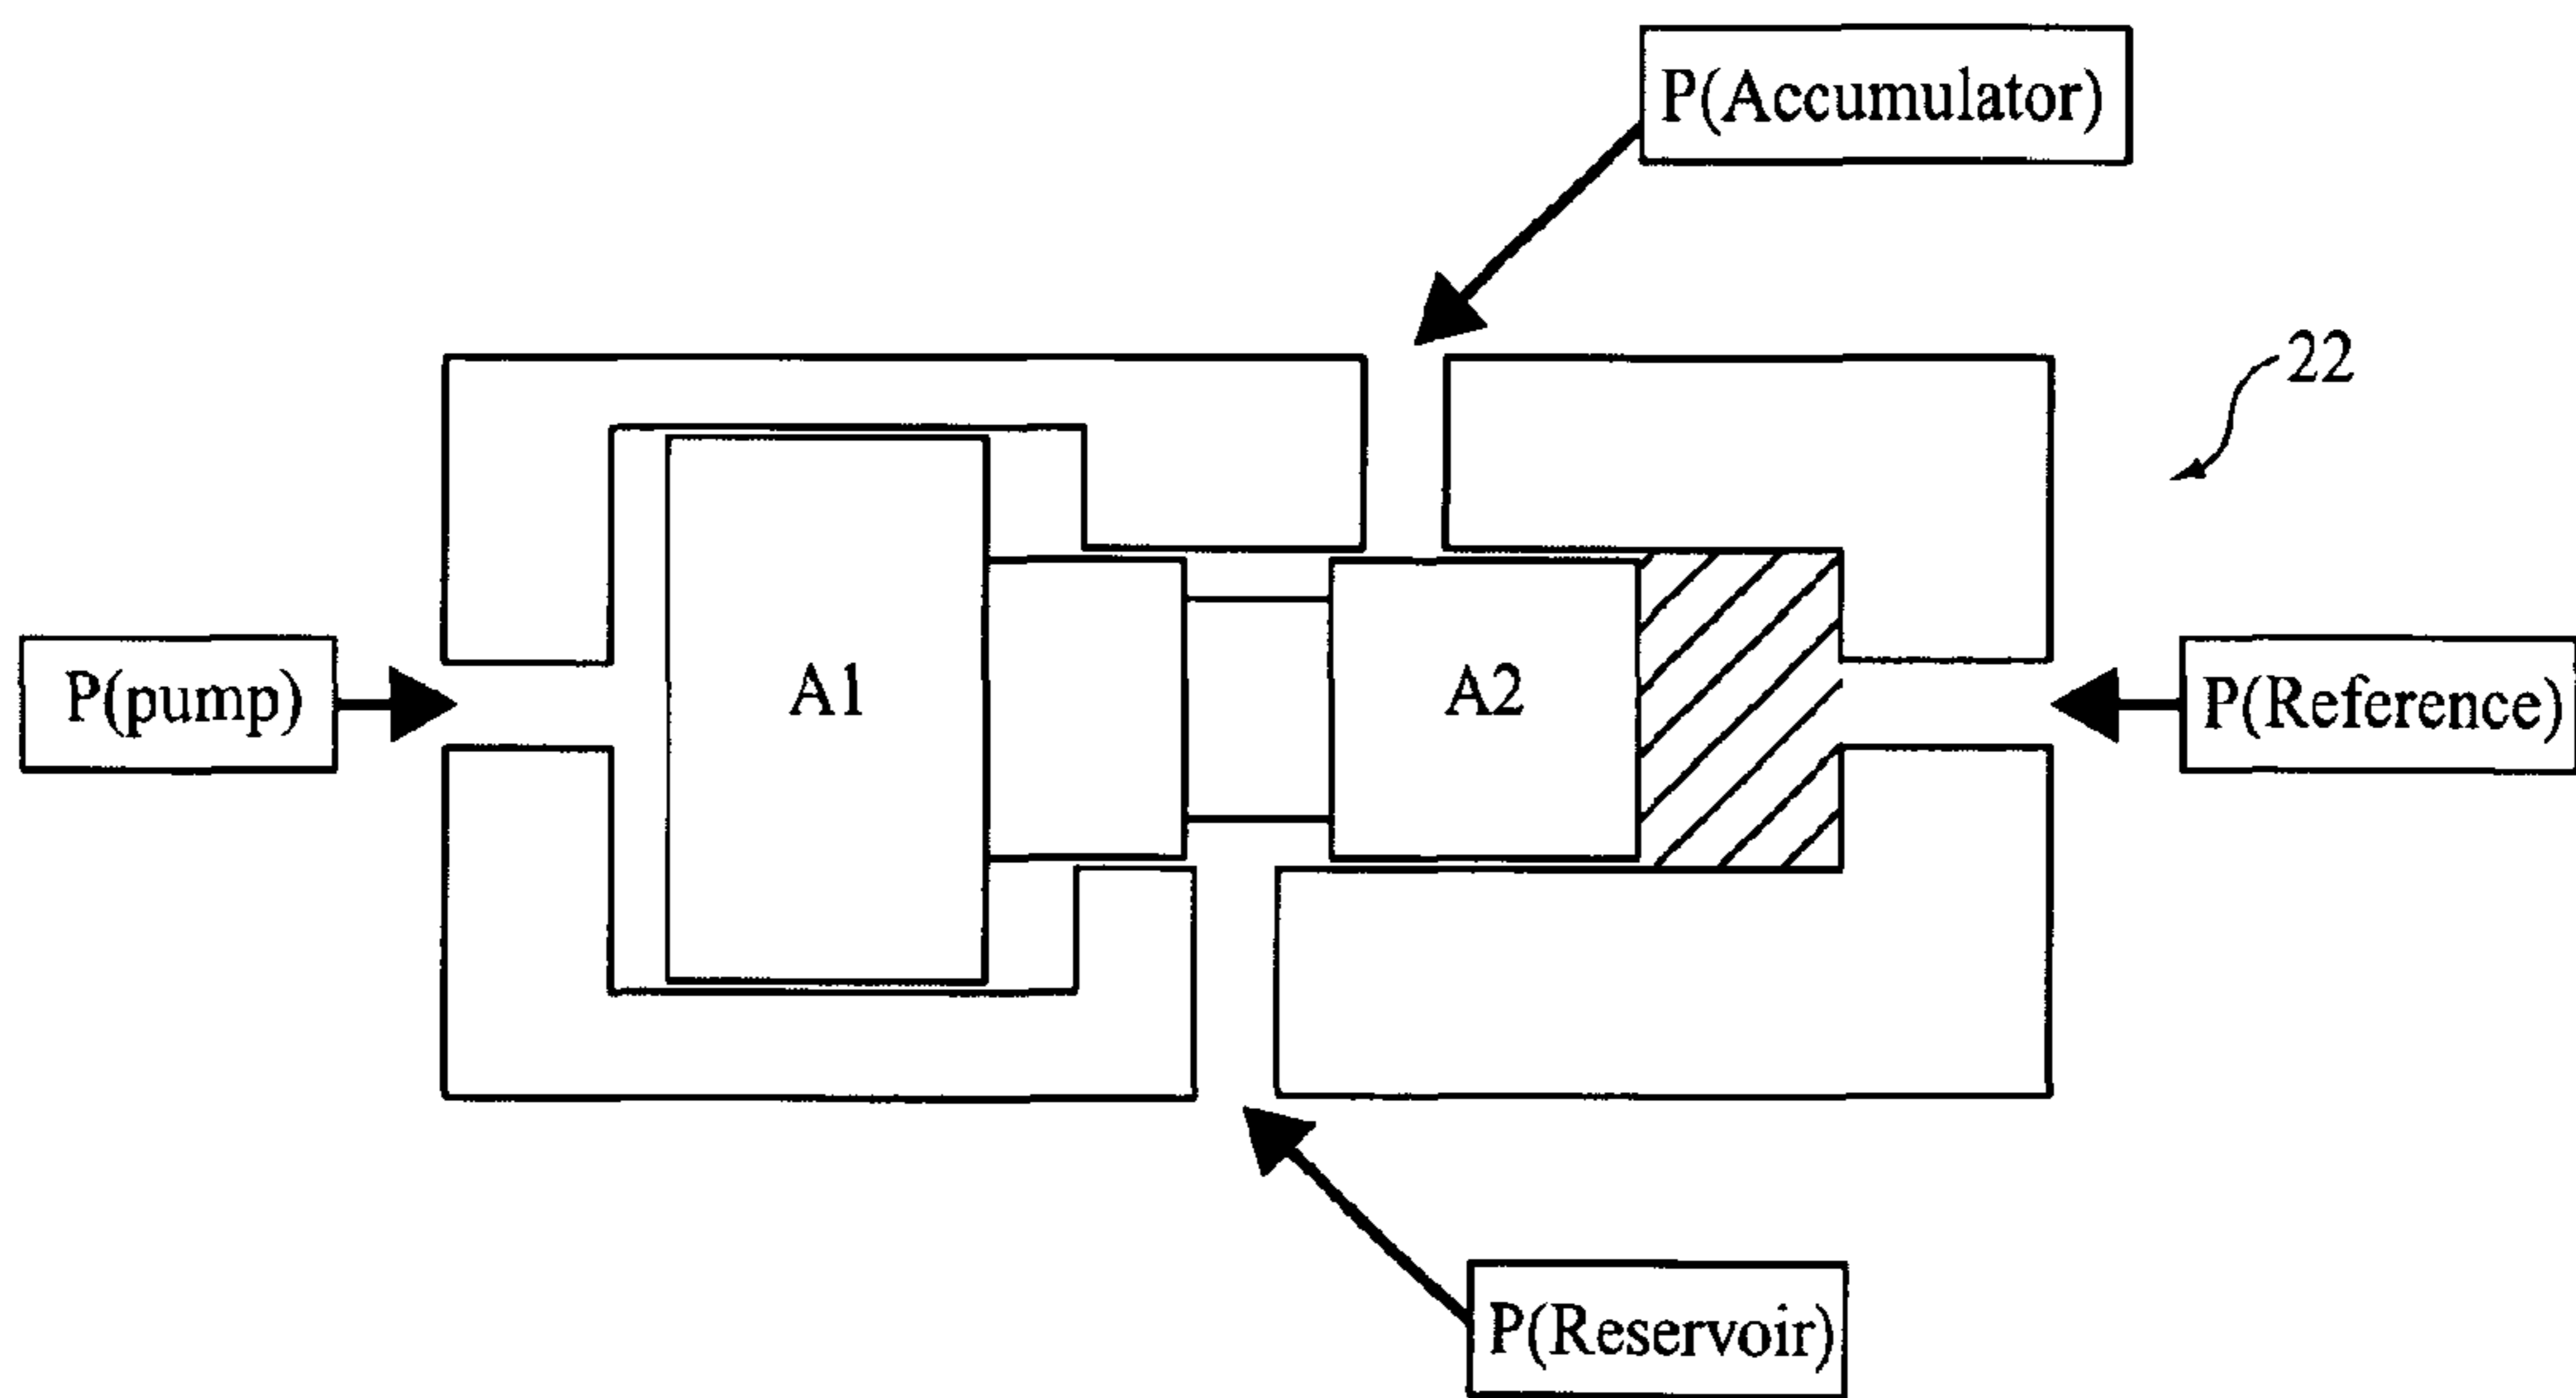 P(Accumulator)
22
A1
A2
P(pump)
P(Reference)
P(Reservoir)